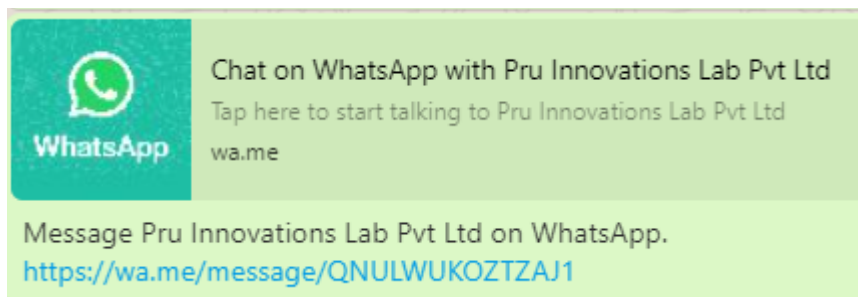 WhatsApp
Chat on WhatsApp with Pru Innovations Lab Pvt Ltd
Tap here to start talking to Pru Innovations Lab Pvt Ltd
wa.me
Message Pru Innovations Lab Pvt Ltd on WhatsApp.
https://wa.me/message/QNULWUKOZTZAJ1